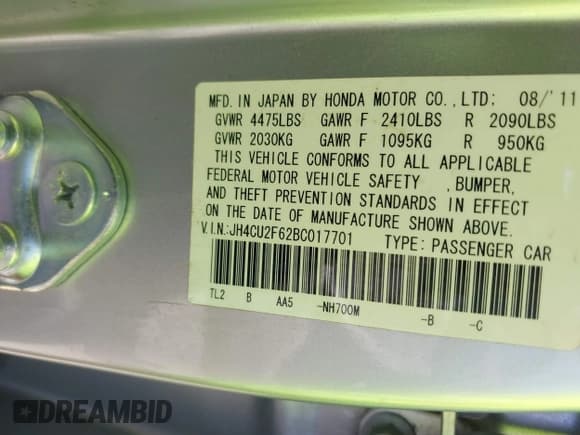 MFD. IN JAPAN BY HONDA MOTOR CO., LTD: 08/'11
GVWR 4475LBS GAWR F 2410LBS R 2090LBS
GVWR 2030KG GAWR F 1095KG R 950KG
THIS VEHICLE CONFORMS TO ALL APPLICABLE
FEDERAL MOTOR VEHICLE SAFETY , BUMPER,
AND THEFT PREVENTION STANDARDS IN EFFECT
ON THE DATE OF MANUFACTURE SHOWN ABOVE.
V.I.N:JH4CU2F62BC017701 TYPE: PASSENGER CAR
TL2 B AA5 -NH700M -B -C
DREAMBID